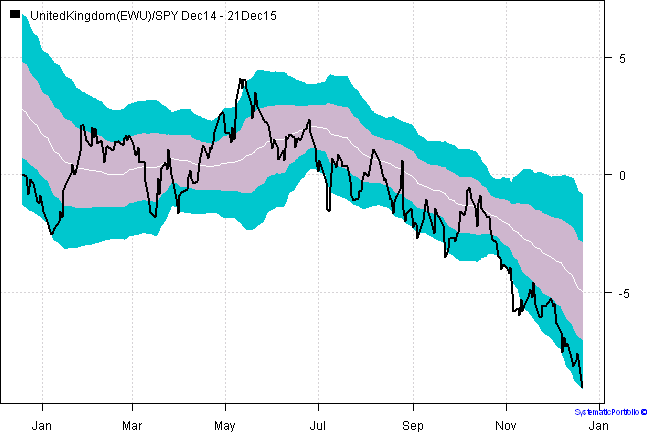 UnitedKingdom(EWU)/SPY Dec14 - 21Dec15
5
0
-5
Jan Mar May Jul Sep Nov Jan
SystematicPortfolio ©